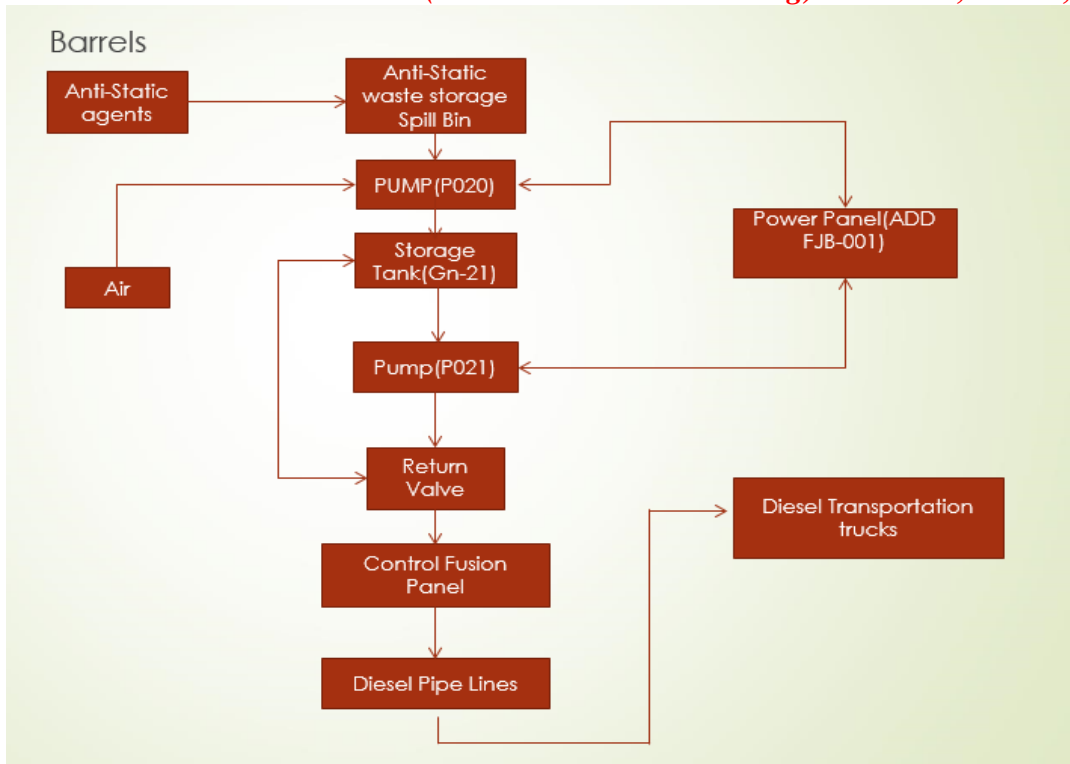 Barrels
Anti-Static
agents
Anti-Static
waste storage
Spill Bin
PUMP(P020)
Power Panel(ADD
FJB-001)
Storage
Tank(Gn-21)
Air
Pump(P021)
Return
Valve
Diesel Transportation
trucks
Control Fusion
Panel
Diesel Pipe Lines